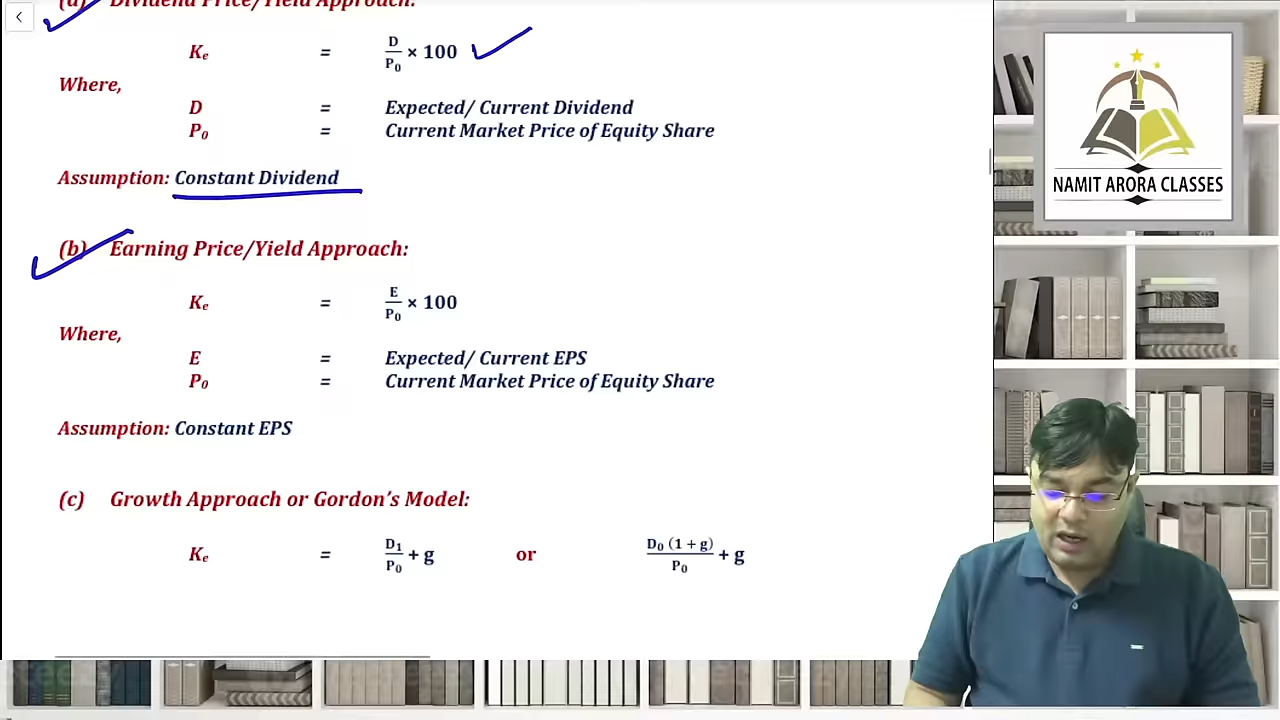 (a) Dividend Price/Yield Approach:
Kₑ = D/P₀ × 100
Where,
D = Expected/ Current Dividend
P₀ = Current Market Price of Equity Share
Assumption: Constant Dividend
(b) Earning Price/Yield Approach:
Kₑ = E/P₀ × 100
Where,
E = Expected/ Current EPS
P₀ = Current Market Price of Equity Share
Assumption: Constant EPS
(c) Growth Approach or Gordon's Model:
Kₑ = D₁/P₀ + g or D₀ (1 + g)/P₀ + g
NAMIT ARORA CLASSES